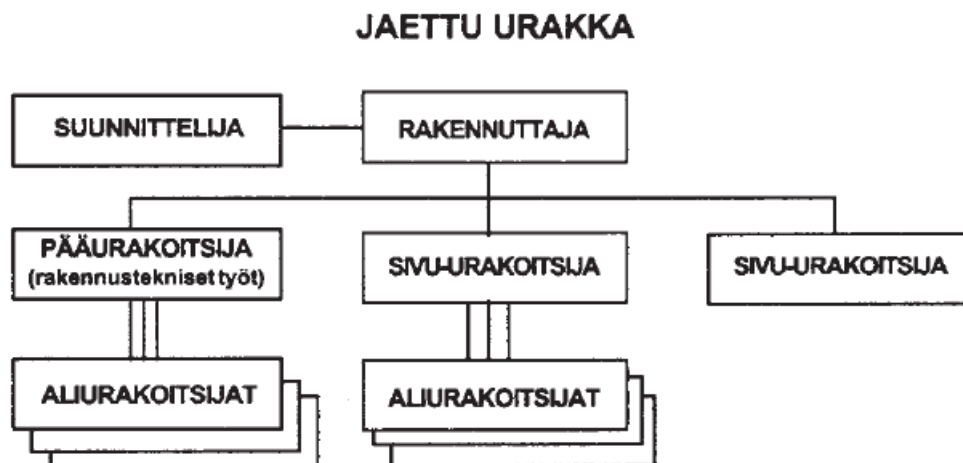 JAETTU URAKKA
SUUNNITTELIJA
RAKENNUTTAJA
PÄÄURAKOITSIJA
(rakennustekniset työt)
SIVU-URAKOITSIJA
SIVU-URAKOITSIJA
ALIURAKOITSIJAT
ALIURAKOITSIJAT